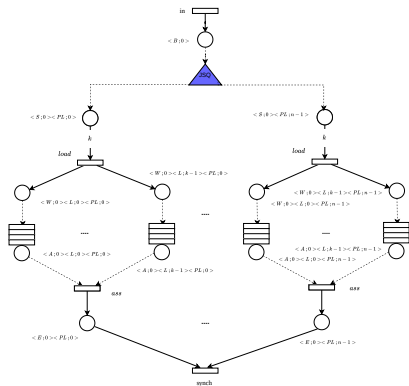 in
< B ; 0 >
JSQ
< S ; 0 >< PL ; 0 >
< S ; 0 >< PL ; n − 1 >
k
k
load
load
< W ; 0 >< L ; k − 1 >< PL ; 0 >
< W ; 0 >< L ; k − 1 >< PL ; n − 1 >
< W ; 0 >< L ; 0 >< PL ; 0 >
< W ; 0 >< L ; 0 >< PL ; n − 1 >
----
----
----
< A ; 0 >< L ; 0 >< PL ; 0 >
< A ; 0 >< L ; k − 1 >< PL ; n − 1 >
< A ; 0 >< L ; 0 >< PL ; n − 1 >
< A ; 0 >< L ; k − 1 >< PL ; 0 >
ass
ass
----
< E ; 0 >< PL ; 0 >
< E ; 0 >< PL ; n − 1 >
synch